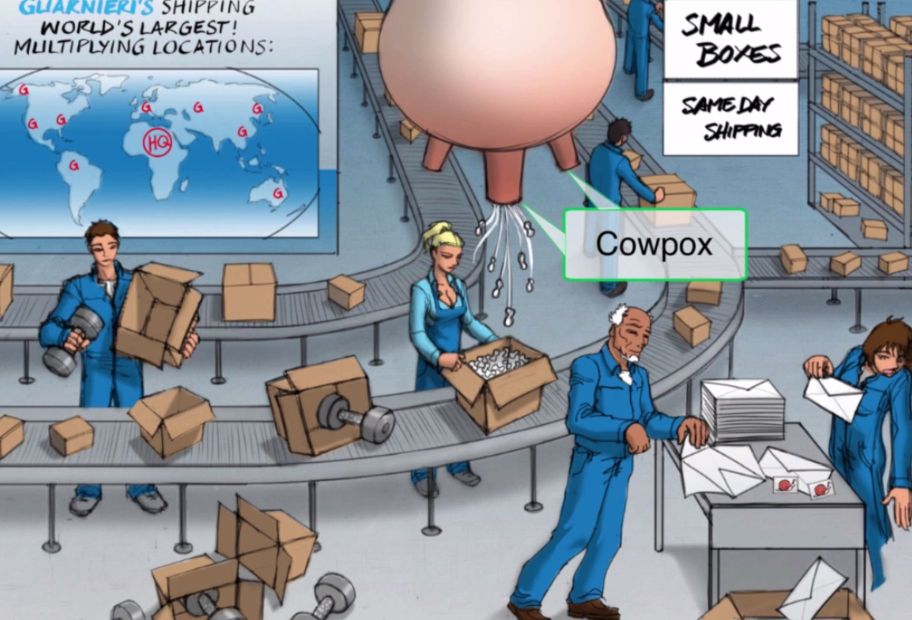 GUARNIERI'S SHIPPING
WORLD'S LARGEST!
MULTIPLYING LOCATIONS:
G
G
G
G
G
G
G
G
HQ
G
G
SMALL
BOXES
SAME DAY
SHIPPING
Cowpox